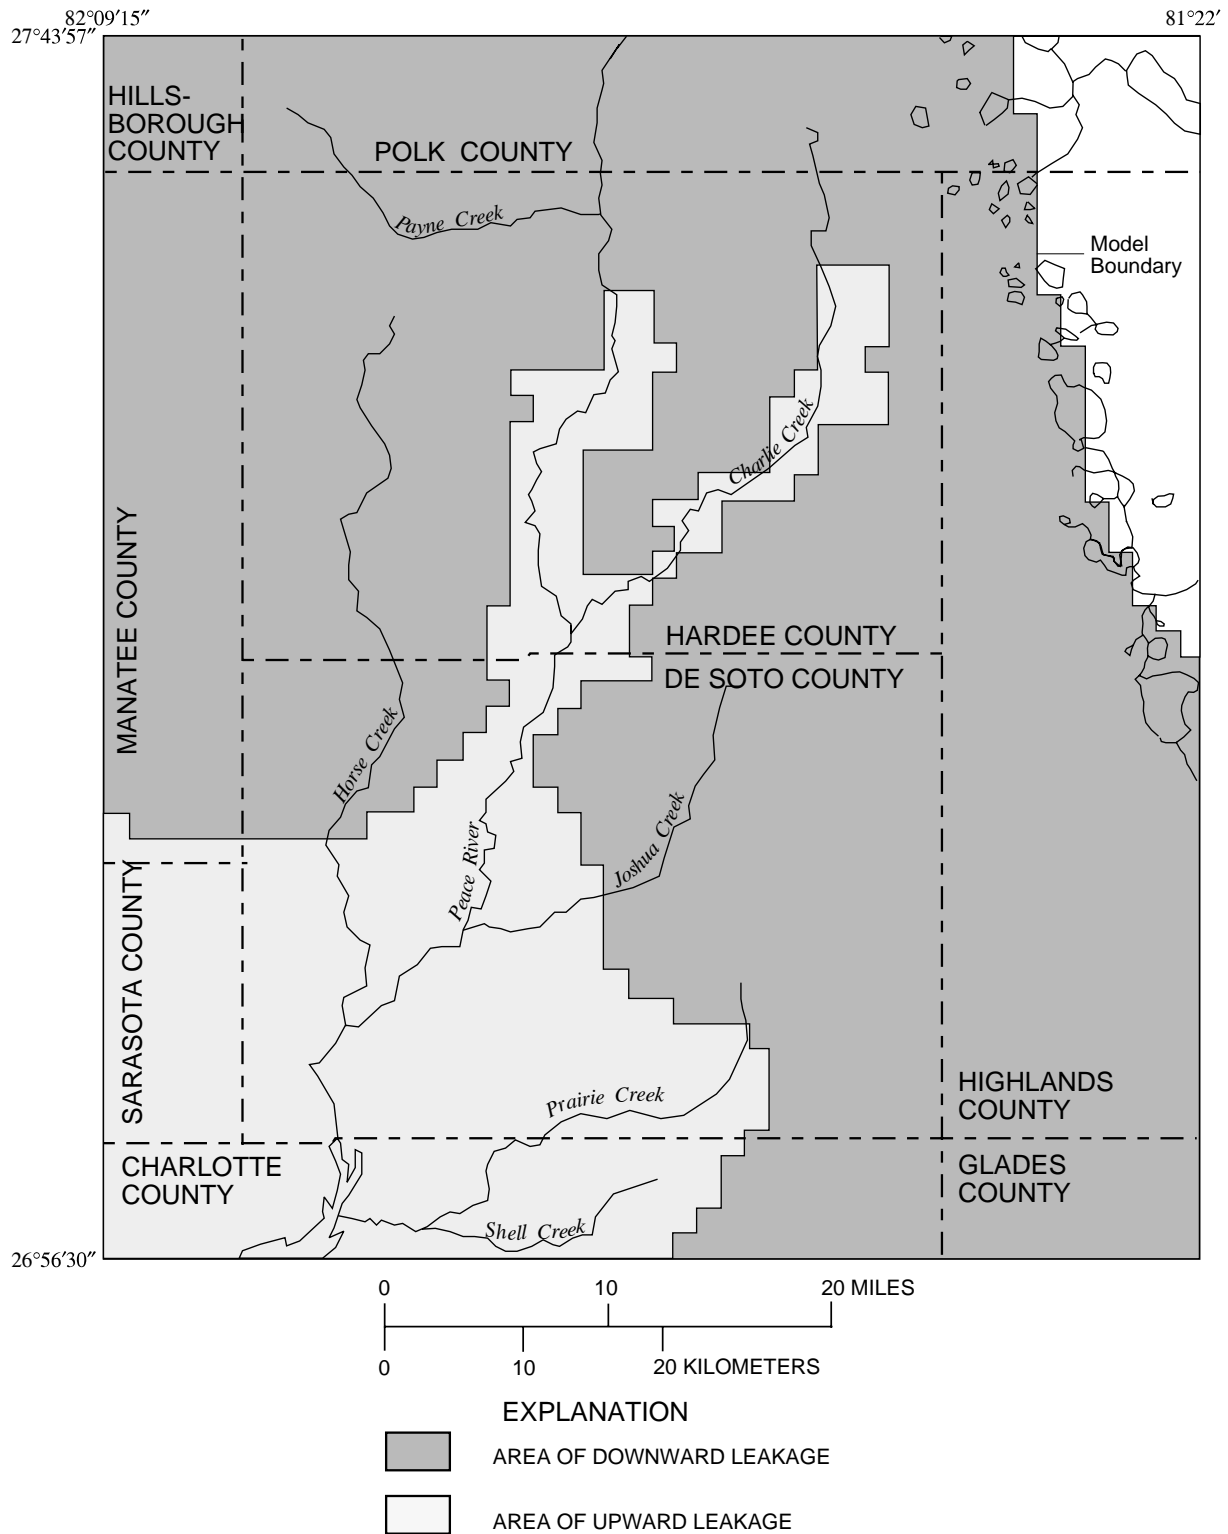 82°09′15″
81°22′
27°43′57″
HILLS-
BOROUGH
COUNTY
POLK COUNTY
Payne Creek
Model
Boundary
Charlie Creek
MANATEE COUNTY
HARDEE COUNTY
DE SOTO COUNTY
Horse Creek
Peace River
Joshua Creek
SARASOTA COUNTY
Prairie Creek
HIGHLANDS
COUNTY
CHARLOTTE
COUNTY
GLADES
COUNTY
Shell Creek
26°56′30″
0 10 20 MILES
0 10 20 KILOMETERS
EXPLANATION
AREA OF DOWNWARD LEAKAGE
AREA OF UPWARD LEAKAGE